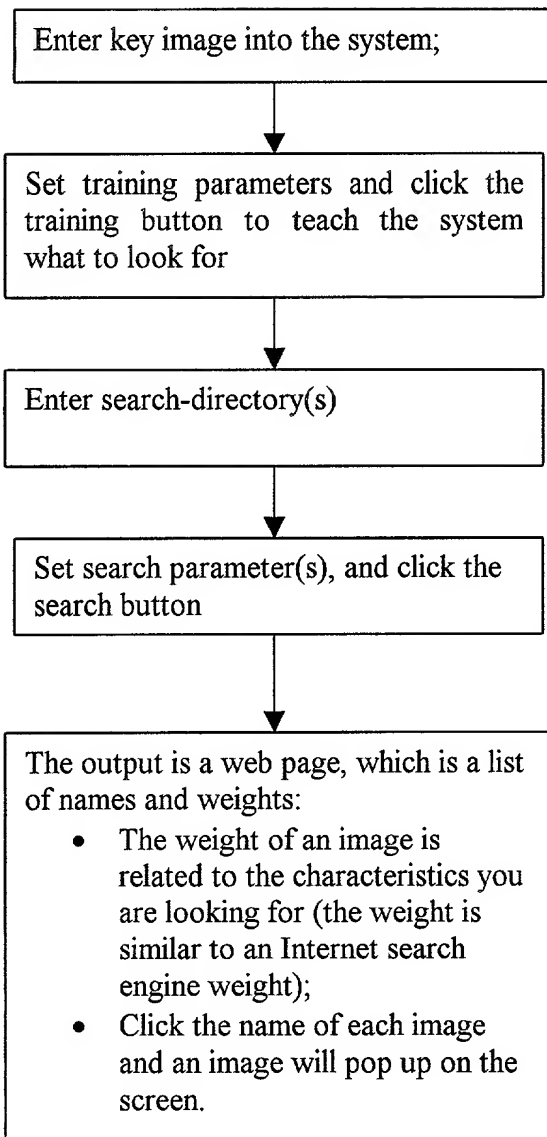 Enter key image into the system;
Set training parameters and click the
training button to teach the system
what to look for
Enter search-directory(s)
Set search parameter(s), and click the
search button
The output is a web page, which is a list
of names and weights:
• The weight of an image is
related to the characteristics you
are looking for (the weight is
similar to an Internet search
engine weight);
• Click the name of each image
and an image will pop up on the
screen.